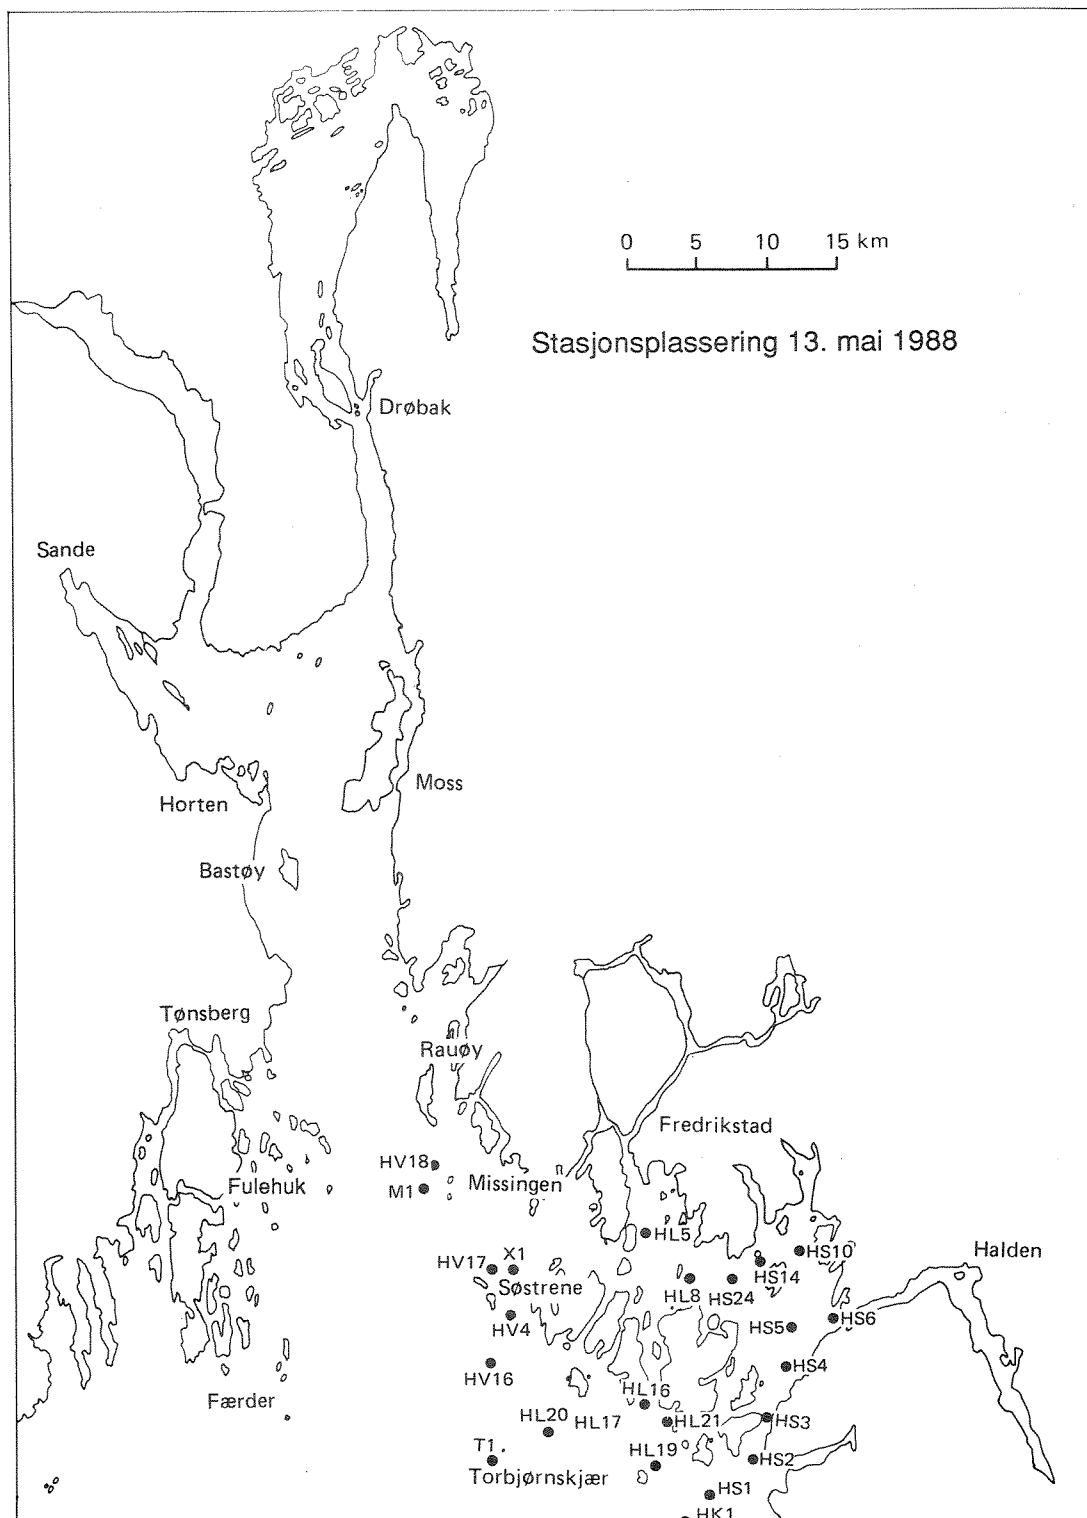 0 5 10 15 km
Stasjonsplassering 13. mai 1988
Drøbak
Sande
Moss
Horten
Bastøy
Tønsberg
Rauøy
Fredrikstad
HV18
Missingen
Fulehuk
M1
HL5
HS10
Halden
HV17
X1
HS14
Søstrene
HL8
HS24
HS6
HV4
HS5
HS4
HV16
HL16
Færder
HL20
HL17
HL21
HS3
T1
HL19
HS2
Torbjørnskjær
HS1
HK1